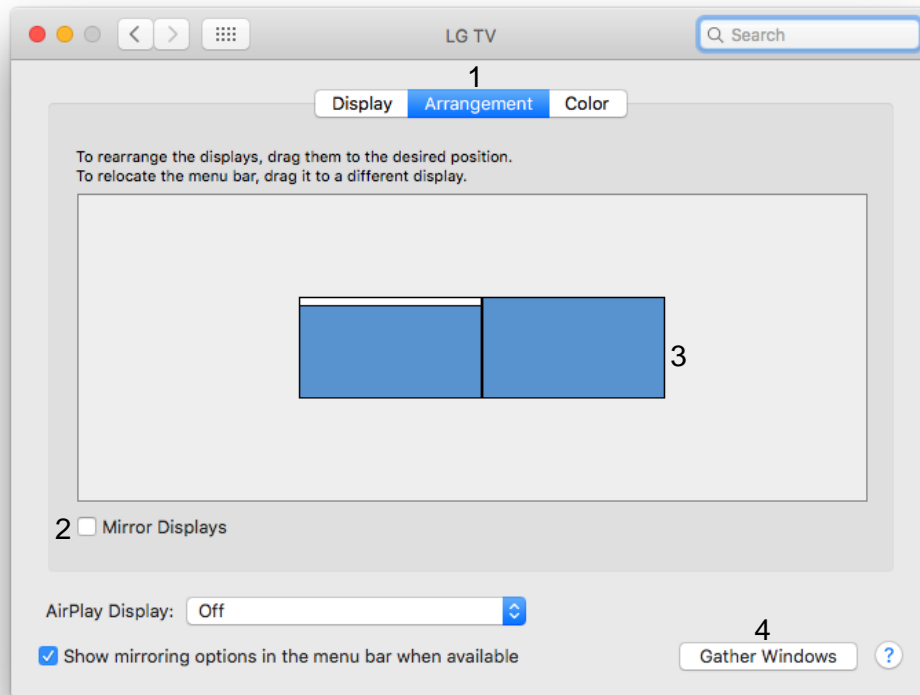 LG TV
Search
1
Display Arrangement Color
To rearrange the displays, drag them to the desired position.
To relocate the menu bar, drag it to a different display.
3
2 Mirror Displays
AirPlay Display: Off
4
Show mirroring options in the menu bar when available
Gather Windows ?